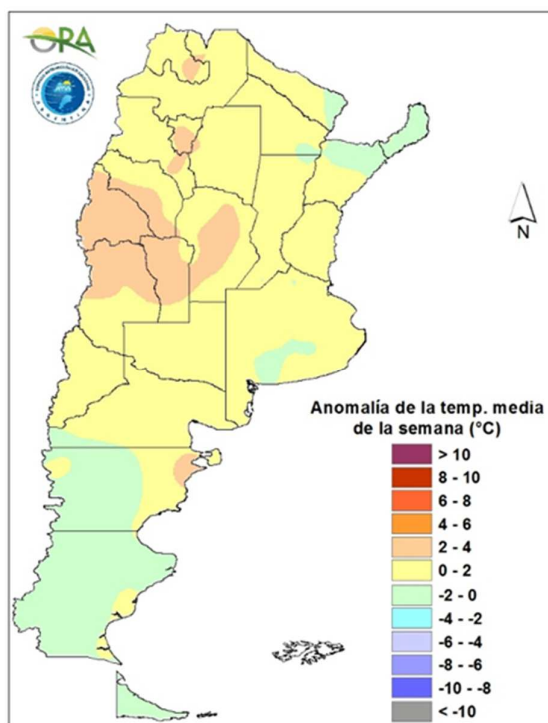 ORA
N
Anomalía de la temp. media
de la semana (°C)
> 10
8 - 10
6 - 8
4 - 6
2 - 4
0 - 2
-2 - 0
-4 - -2
-6 - -4
-8 - -6
-10 - -8
< -10